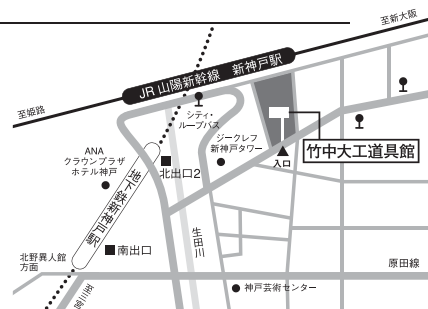 至新大阪
JR 山陽新幹線 新神戸駅
至姫路
シティ・
ループバス
ANA
クラウンプラザ
ホテル神戸
ジークレフ
新神戸タワー
竹中大工道具館
入口
北出口2
地下鉄新神戸駅
生田川
南出口
北野異人館
方面
原田線
神戸芸術センター
至三宮